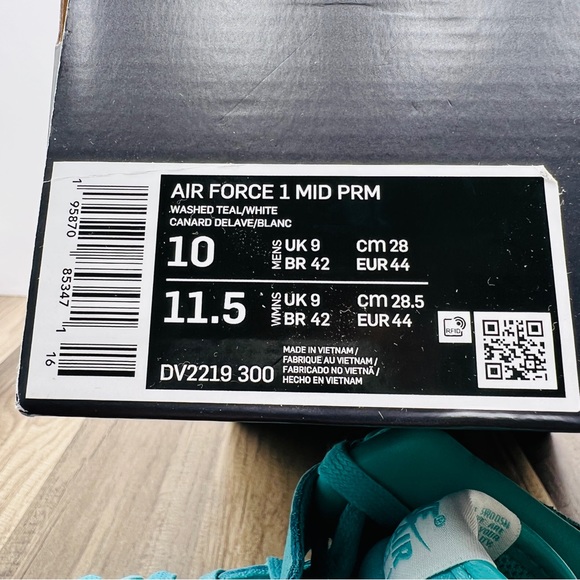 AIR FORCE 1 MID PRM
WASHED TEAL/WHITE
CANARD DELAVE/BLANC
10 MENS UK 9 cm 28
BR 42 EUR 44
11.5 WMNS UK 9 cm 28.5
BR 42 EUR 44
RFID
MADE IN VIETNAM /
FABRIQUE AU VIETNAM /
FABRICADO NO VIETNÃ /
HECHO EN VIETNAM
DV2219 300
1 95870 85347 1 16
AIR